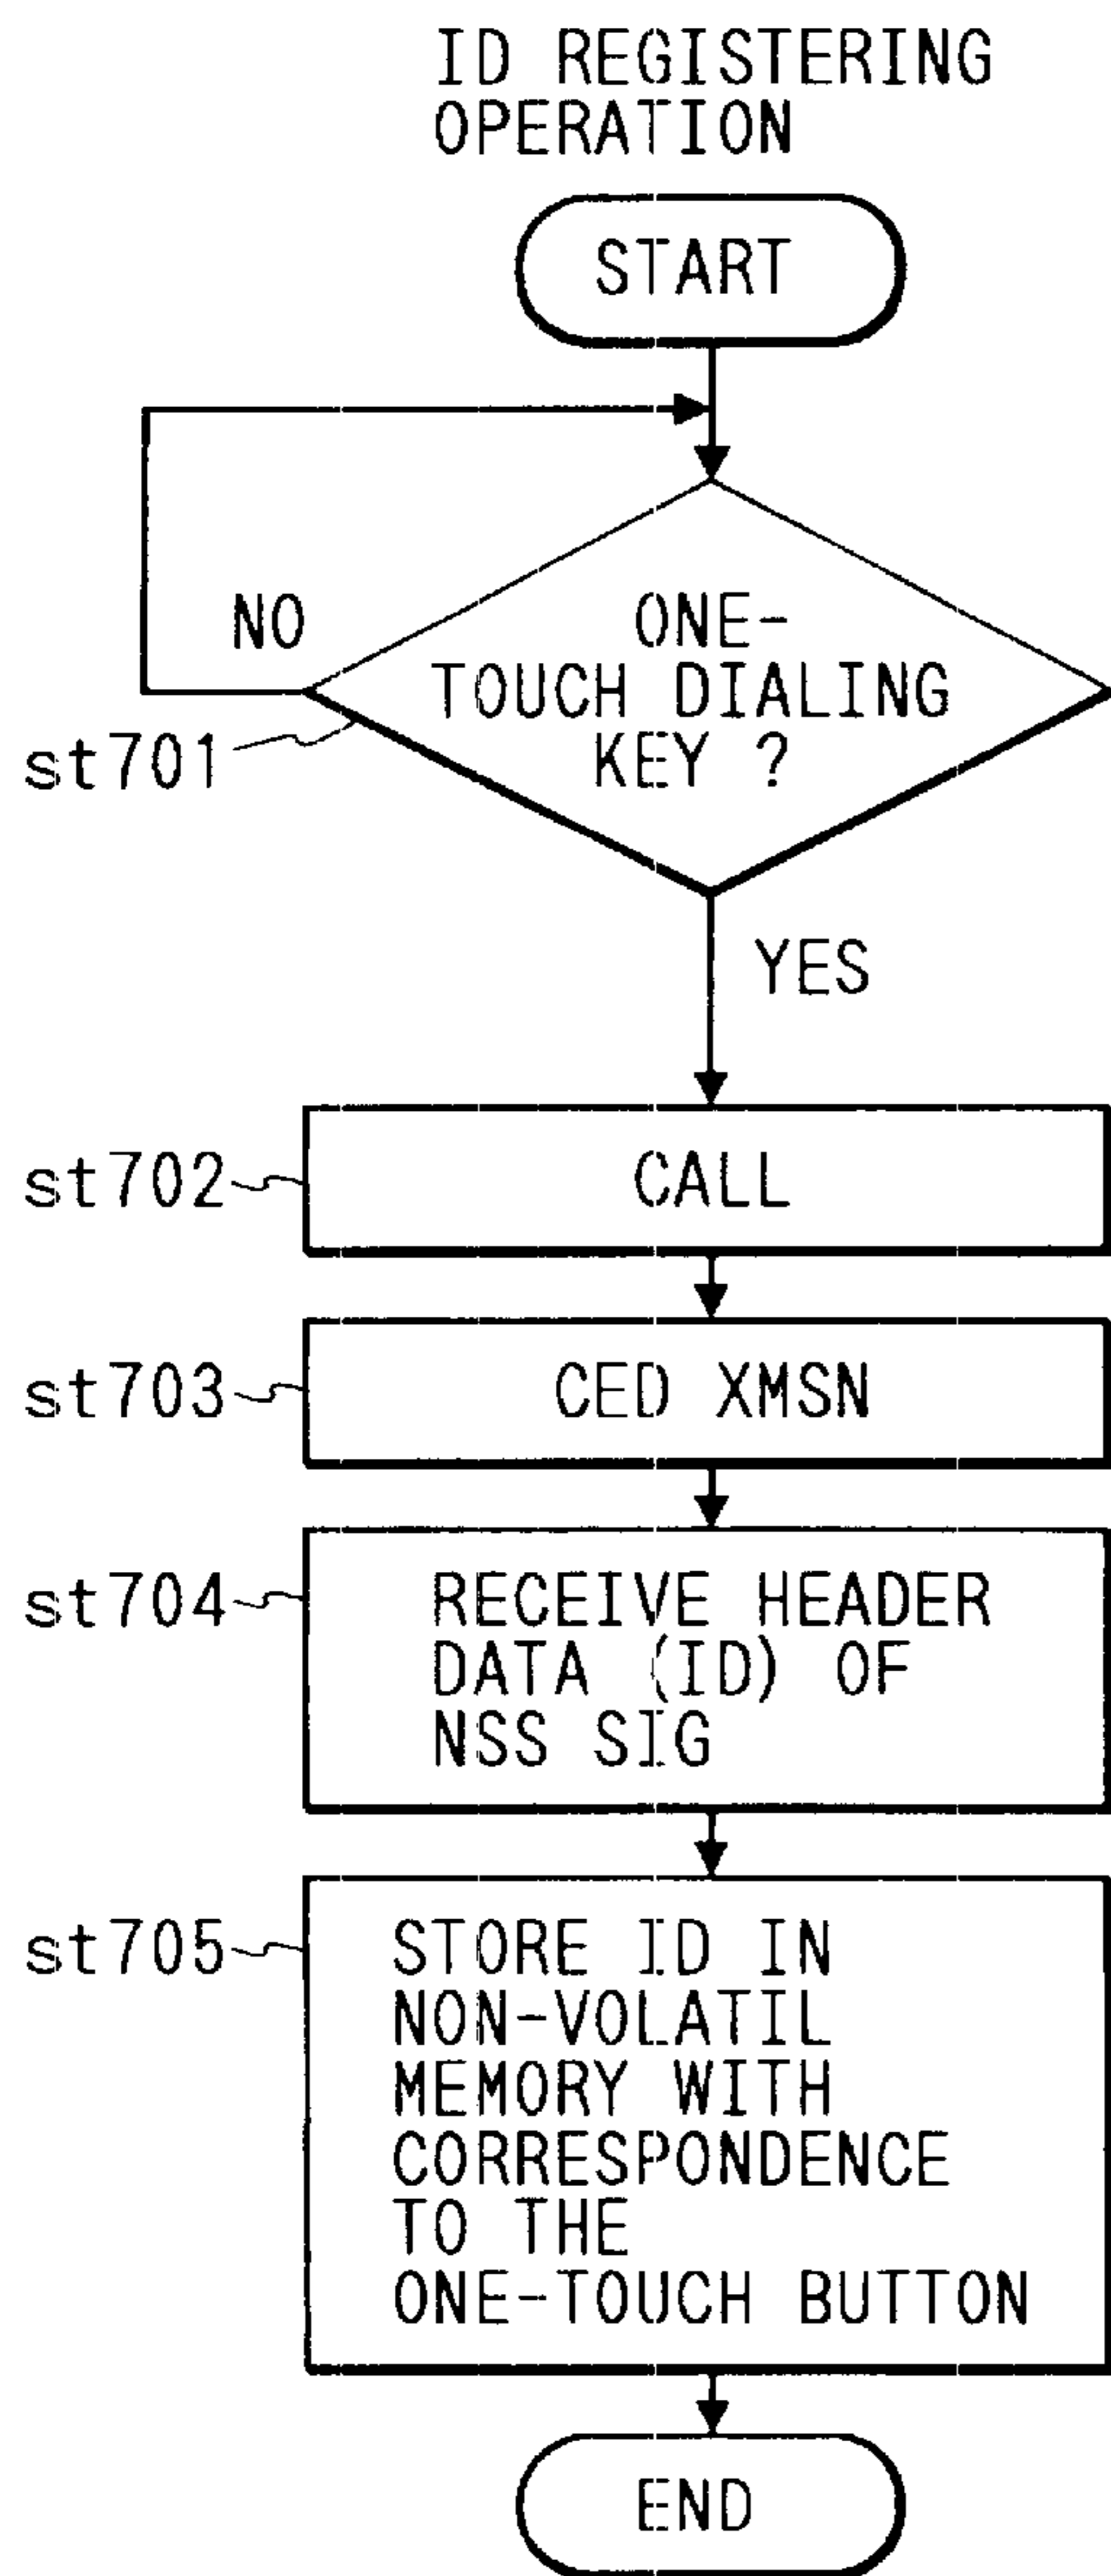 ID REGISTERING
OPERATION
START
NO
ONE-
TOUCH DIALING
KEY ?
st701
YES
st702
CALL
st703
CED XMSN
st704
RECEIVE HEADER
DATA (ID) OF
NSS SIG
st705
STORE ID IN
NON-VOLATIL
MEMORY WITH
CORRESPONDENCE
TO THE
ONE-TOUCH BUTTON
END